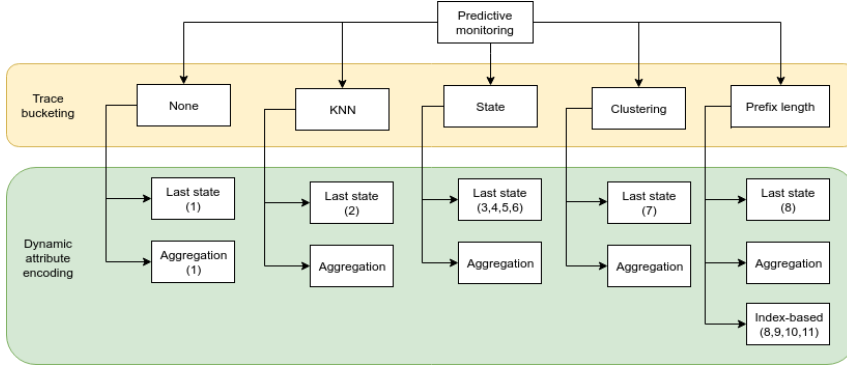 Predictive
monitoring
Trace
bucketing
None
KNN
State
Clustering
Prefix length
Dynamic
attribute
encoding
Last state
(1)
Last state
(2)
Last state
(3,4,5,6)
Last state
(7)
Last state
(8)
Aggregation
(1)
Aggregation
Aggregation
Aggregation
Aggregation
Index-based
(8,9,10,11)